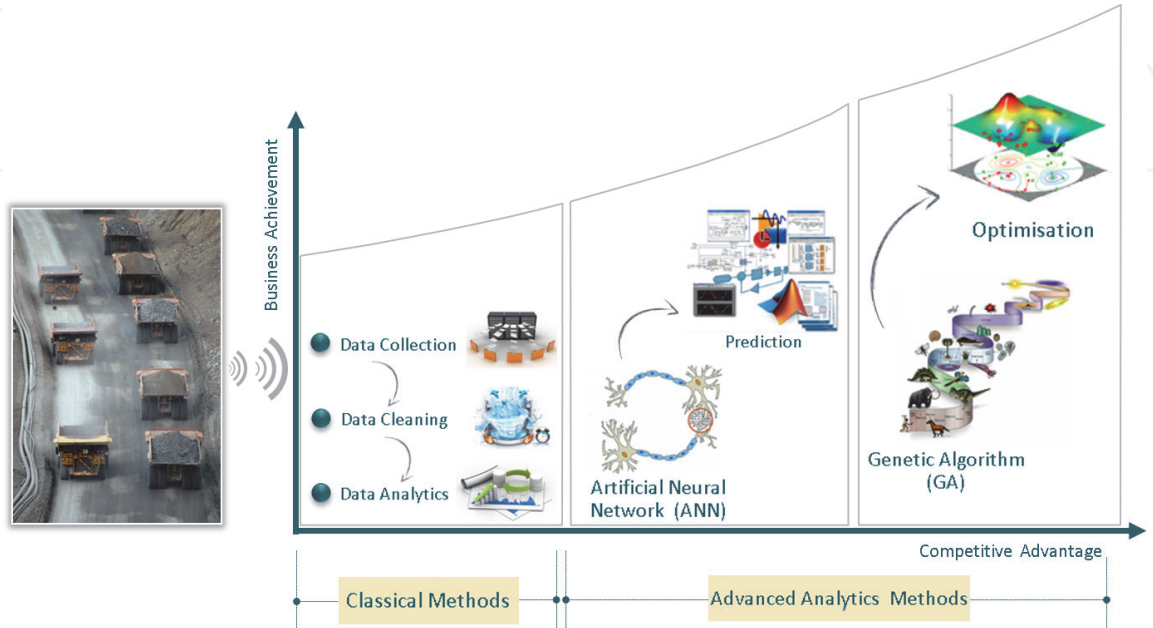 Business Achievement
Data Collection
Data Cleaning
Data Analytics
Prediction
Artificial Neural
Network (ANN)
Optimisation
Genetic Algorithm
(GA)
Competitive Advantage
Classical Methods
Advanced Analytics Methods